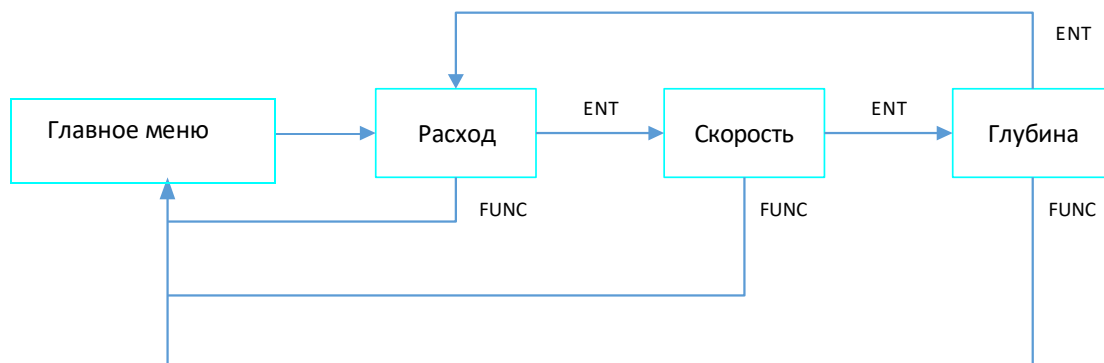 ENT
Главное меню
Расход
ENT
Скорость
ENT
Глубина
FUNC
FUNC
FUNC